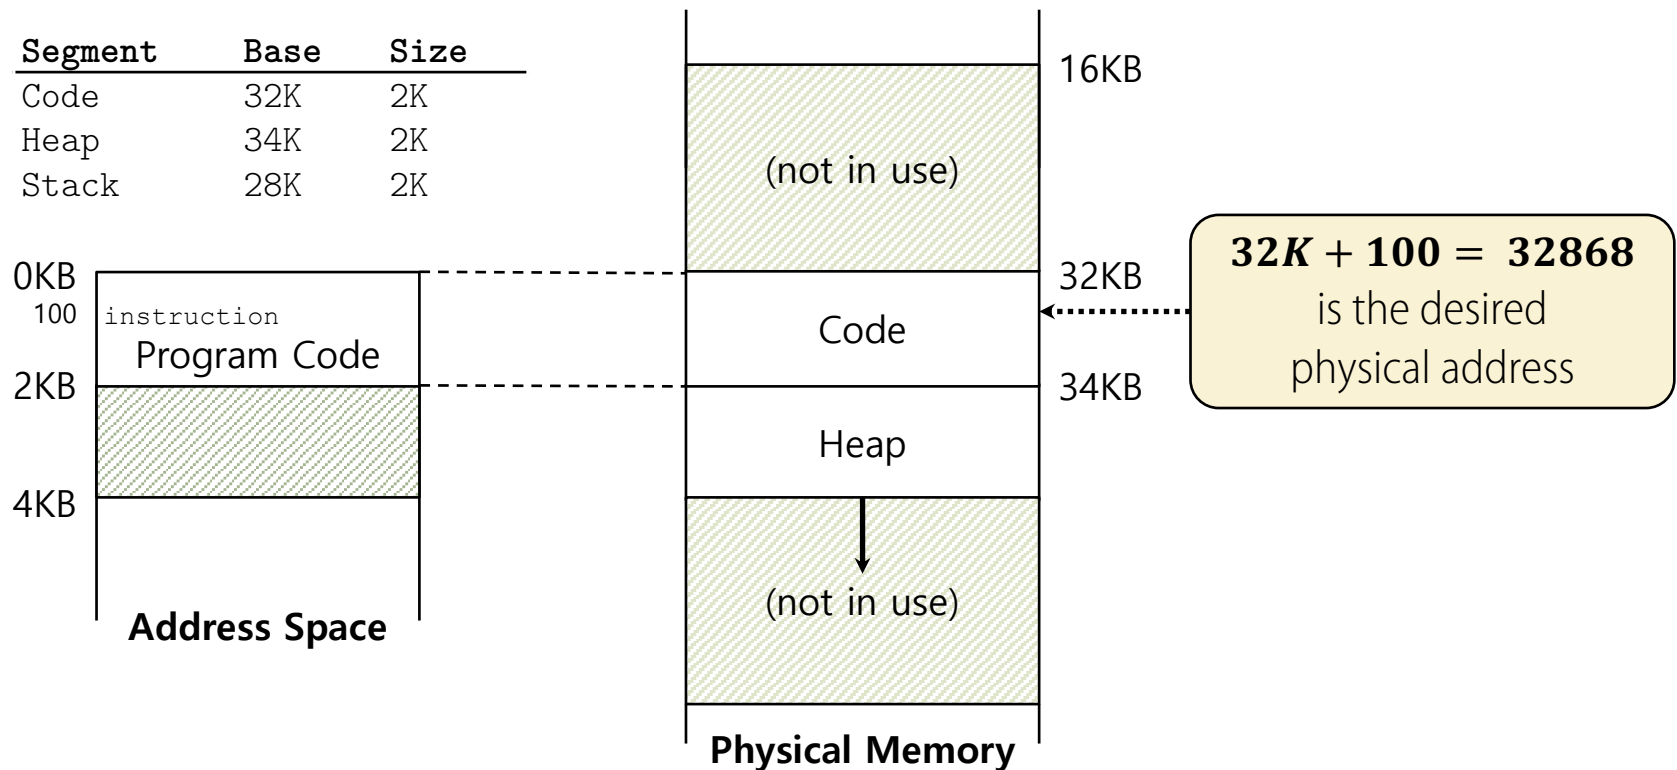 Segment Base Size
Code 32K 2K
Heap 34K 2K
Stack 28K 2K
0KB
100 instruction
Program Code
2KB
4KB
Address Space
16KB
(not in use)
32KB
Code
34KB
Heap
(not in use)
Physical Memory
32K + 100 = 32868
is the desired
physical address